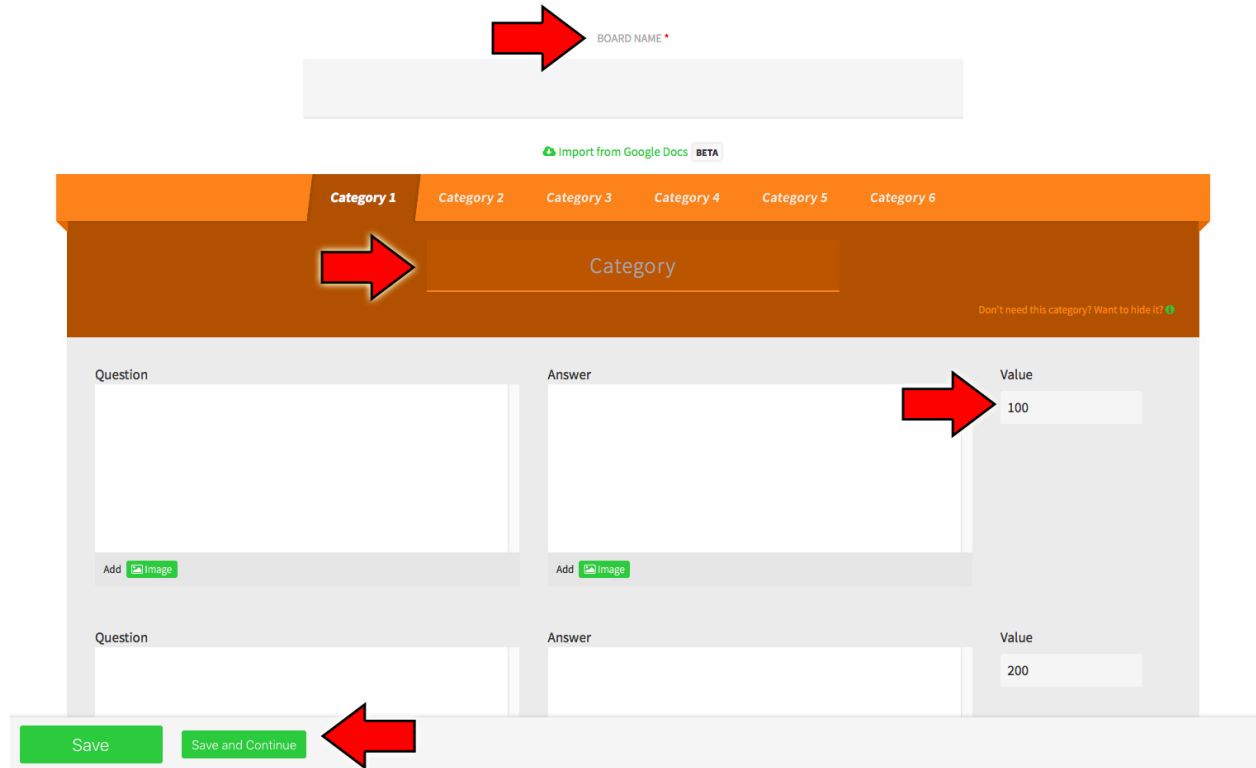 BOARD NAME *
Import from Google Docs BETA
Category 1 Category 2 Category 3 Category 4 Category 5 Category 6
Category
Don't need this category? Want to hide it?
Question Answer Value
100
Add Image Add Image
Question Answer Value
200
Save Save and Continue